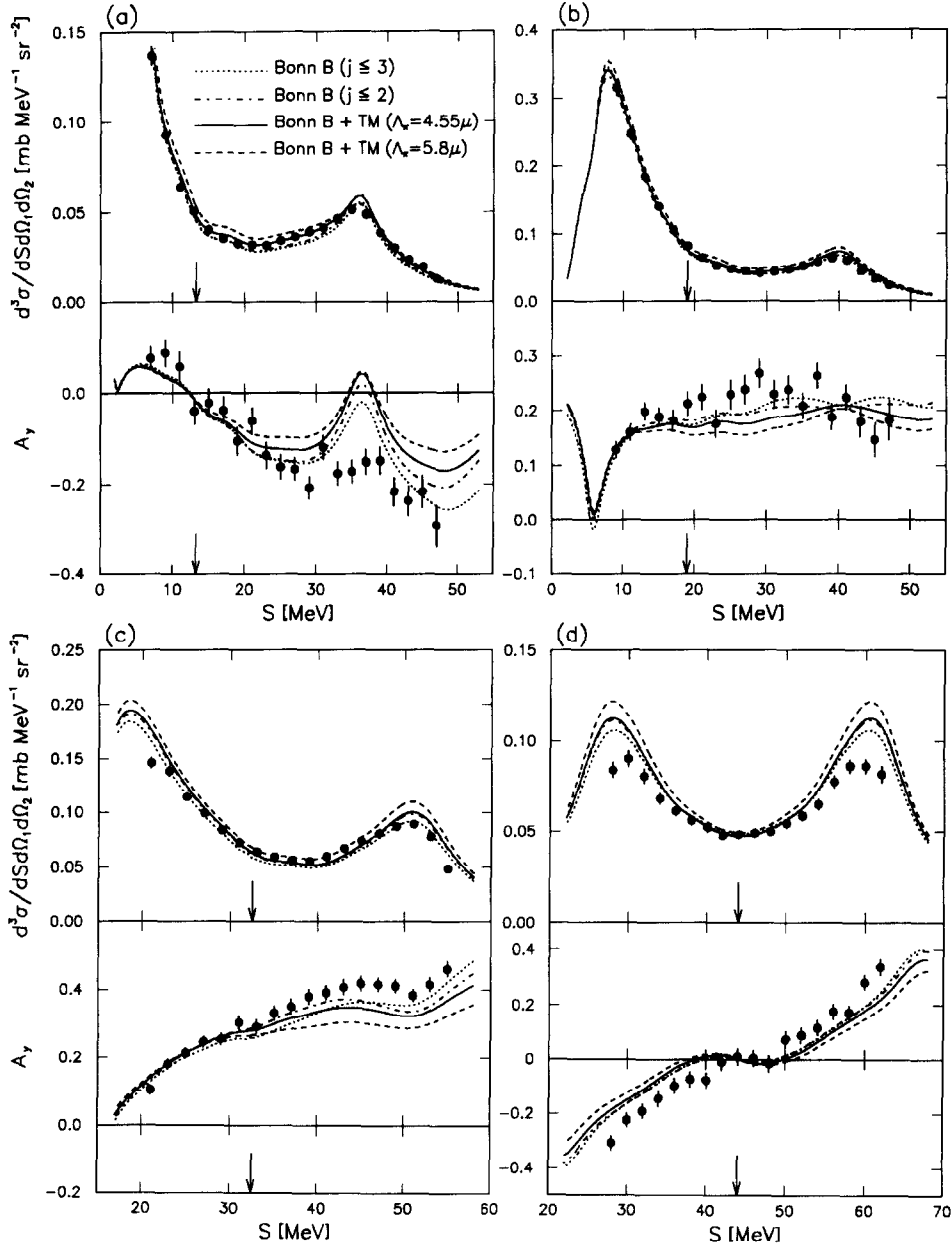 (a)
(b)
d³σ/dSdΩ₁dΩ₂ [mb MeV⁻¹ sr⁻²]
0.15
0.10
0.05
0.00
Bonn B (j ≦ 3)
Bonn B (j ≦ 2)
Bonn B + TM (Λπ=4.55μ)
Bonn B + TM (Λπ=5.8μ)
0.4
0.3
0.2
0.1
0.0
A_y
0.0
-0.2
-0.4
0.3
0.2
0.1
0.0
-0.1
0 10 20 30 40 50 60
S [MeV]
0 10 20 30 40 50
S [MeV]
(c)
(d)
d³σ/dSdΩ₁dΩ₂ [mb MeV⁻¹ sr⁻²]
0.25
0.20
0.15
0.10
0.05
0.00
0.15
0.10
0.05
0.00
A_y
0.4
0.2
0.0
-0.2
0.4
0.2
0
-0.2
-0.4
20 30 40 50 60
S [MeV]
20 30 40 50 60 70
S [MeV]